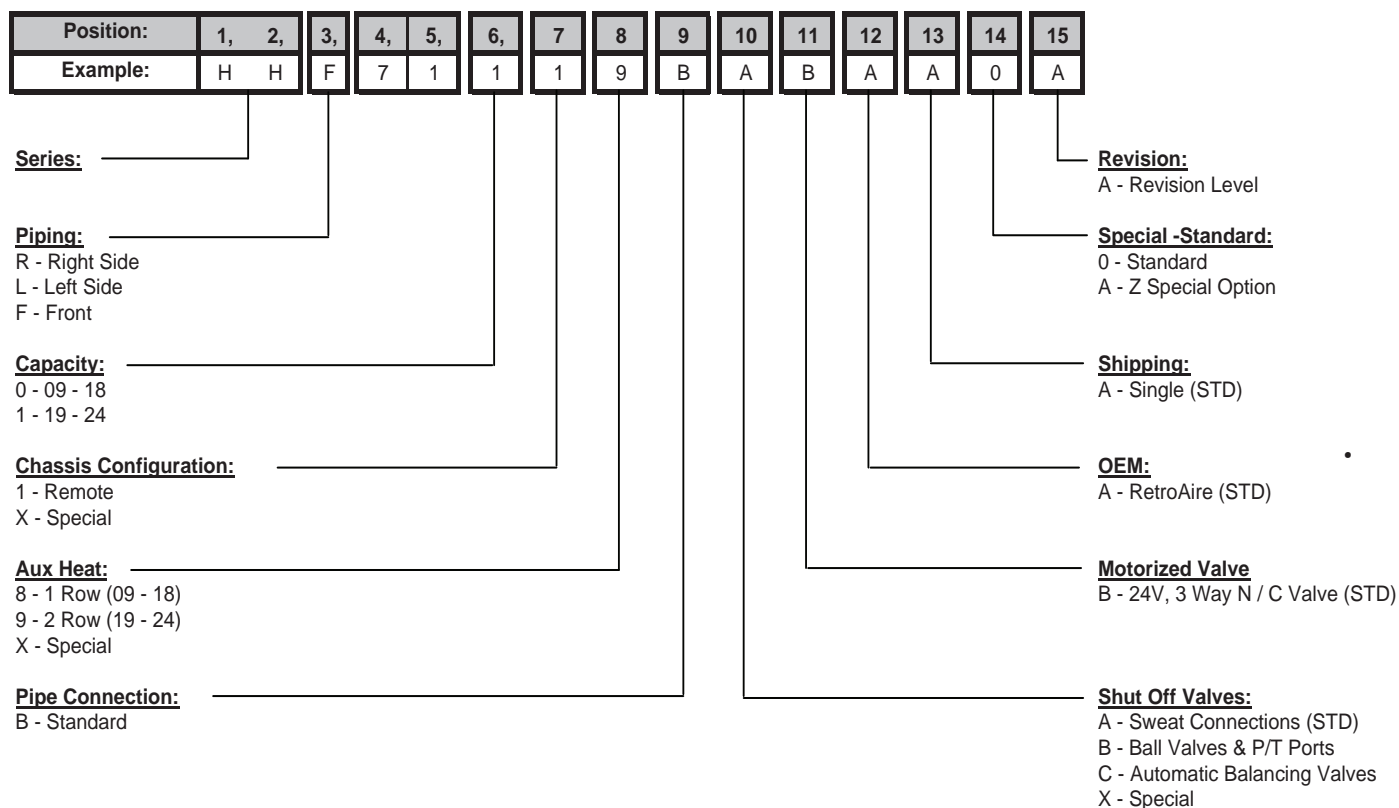 Position: 1, 2, 3, 4, 5, 6, 7 8 9 10 11 12 13 14 15
Example: H H F 7 1 1 1 9 B A B A A 0 A
Series:
Piping:
R - Right Side
L - Left Side
F - Front
Capacity:
0 - 09 - 18
1 - 19 - 24
Chassis Configuration:
1 - Remote
X - Special
Aux Heat:
8 - 1 Row (09 - 18)
9 - 2 Row (19 - 24)
X - Special
Pipe Connection:
B - Standard
Revision:
A - Revision Level
Special -Standard:
0 - Standard
A - Z Special Option
Shipping:
A - Single (STD)
OEM:
A - RetroAire (STD)
Motorized Valve
B - 24V, 3 Way N / C Valve (STD)
Shut Off Valves:
A - Sweat Connections (STD)
B - Ball Valves & P/T Ports
C - Automatic Balancing Valves
X - Special